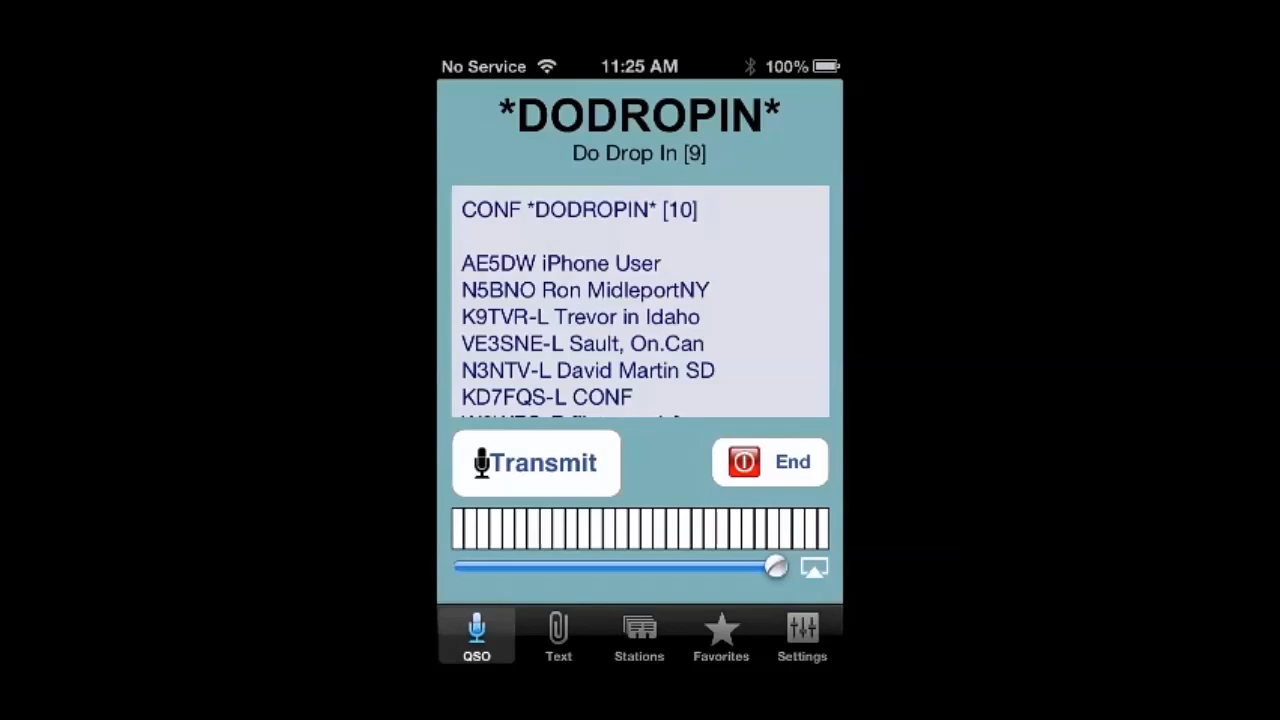 No Service 11:25 AM 100%
*DODROPIN*
Do Drop In [9]
CONF *DODROPIN* [10]
AE5DW iPhone User
N5BNO Ron MidleportNY
K9TVR-L Trevor in Idaho
VE3SNE-L Sault, On.Can
N3NTV-L David Martin SD
KD7FQS-L CONF
Transmit End
QSO Text Stations Favorites Settings